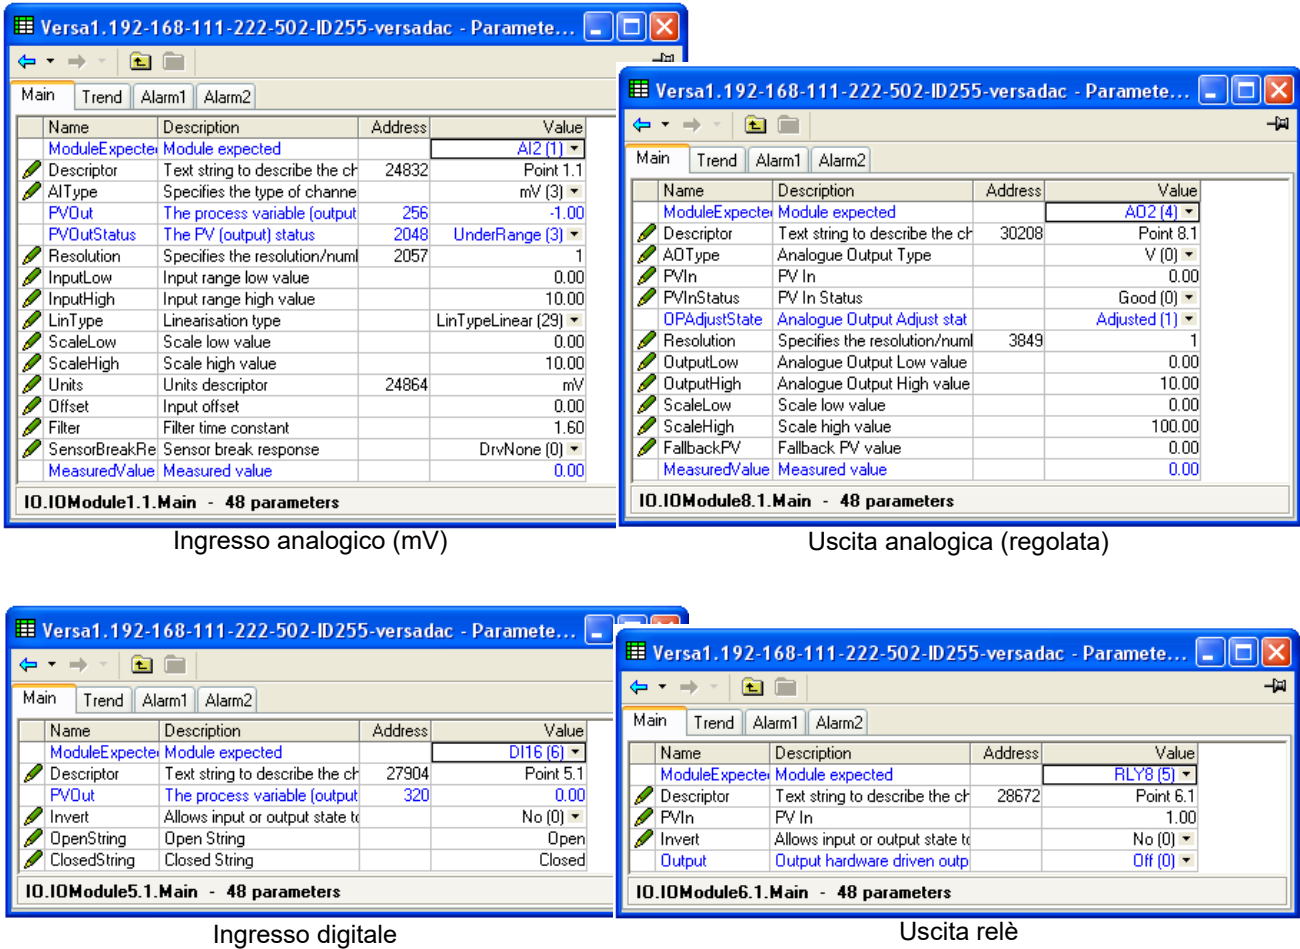 Versa1.192-168-111-222-502-ID255-versadac - Paramete...
Main Trend Alarm1 Alarm2
Name Description Address Value
ModuleExpecte Module expected AI2 (1)
Descriptor Text string to describe the ch 24832 Point 1.1
AIType Specifies the type of channe mV (3)
PVOut The process variable (output 256 -1.00
PVOutStatus The PV (output) status 2048 UnderRange (3)
Resolution Specifies the resolution/numl 2057 1
InputLow Input range low value 0.00
InputHigh Input range high value 10.00
LinType Linearisation type LinTypeLinear (29)
ScaleLow Scale low value 0.00
ScaleHigh Scale high value 10.00
Units Units descriptor 24864 mV
Offset Input offset 0.00
Filter Filter time constant 1.60
SensorBreakRe Sensor break response DrvNone (0)
MeasuredValue Measured value 0.00
IO.IOModule1.1.Main - 48 parameters
Ingresso analogico (mV)
Versa1.192-168-111-222-502-ID255-versadac - Paramete...
Main Trend Alarm1 Alarm2
Name Description Address Value
ModuleExpecte Module expected AO2 (4)
Descriptor Text string to describe the ch 30208 Point 8.1
AOType Analogue Output Type V (0)
PVIn PV In 0.00
PVInStatus PV In Status Good (0)
OPAdjustState Analogue Output Adjust stat Adjusted (1)
Resolution Specifies the resolution/numl 3849 1
OutputLow Analogue Output Low value 0.00
OutputHigh Analogue Output High value 10.00
ScaleLow Scale low value 0.00
ScaleHigh Scale high value 100.00
FallbackPV Fallback PV value 0.00
MeasuredValue Measured value 0.00
IO.IOModule8.1.Main - 48 parameters
Uscita analogica (regolata)
Versa1.192-168-111-222-502-ID255-versadac - Paramete...
Main Trend Alarm1 Alarm2
Name Description Address Value
ModuleExpecte Module expected DI16 (6)
Descriptor Text string to describe the ch 27904 Point 5.1
PVOut The process variable (output 320 0.00
Invert Allows input or output state to No (0)
OpenString Open String Open
ClosedString Closed String Closed
IO.IOModule5.1.Main - 48 parameters
Ingresso digitale
Versa1.192-168-111-222-502-ID255-versadac - Paramete...
Main Trend Alarm1 Alarm2
Name Description Address Value
ModuleExpecte Module expected RLY8 (5)
Descriptor Text string to describe the ch 28672 Point 6.1
PVIn PV In 1.00
Invert Allows input or output state to No (0)
Output Output hardware driven outp Off (0)
IO.IOModule6.1.Main - 48 parameters
Uscita relè